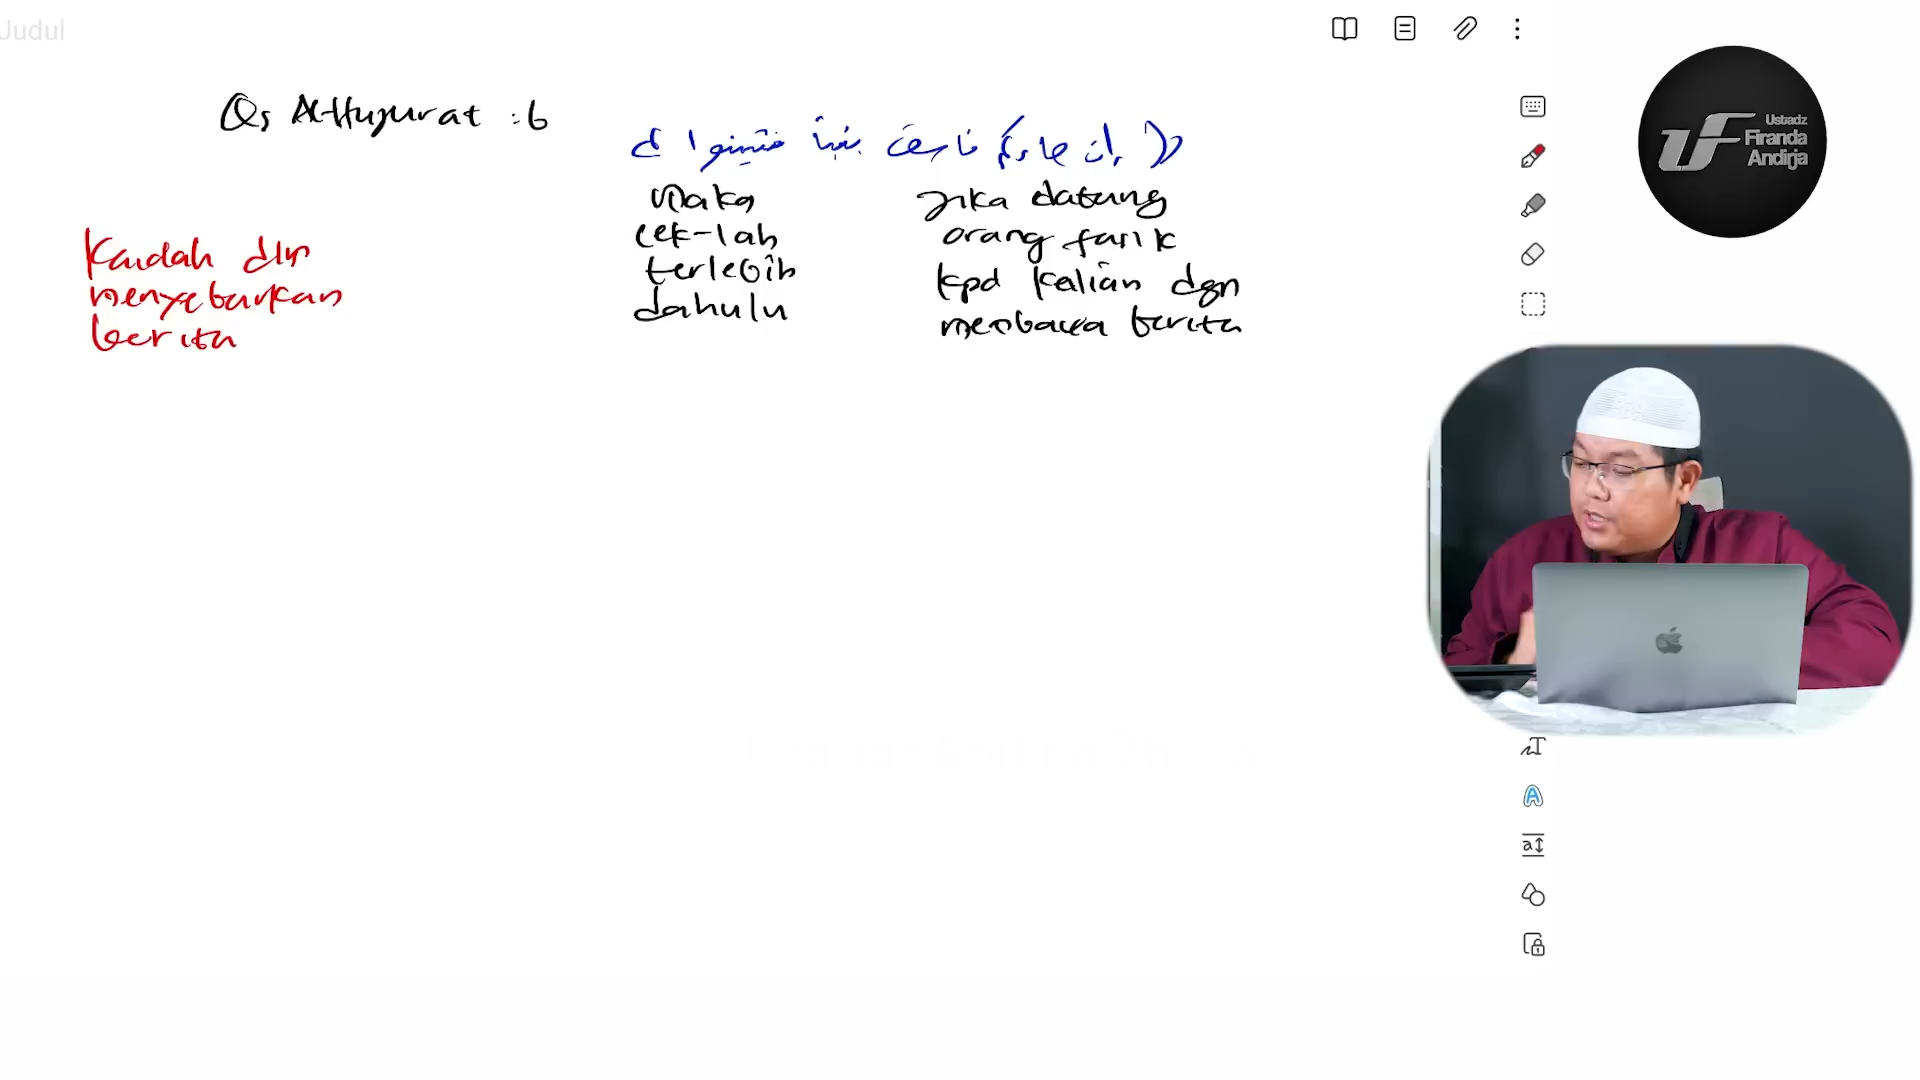 Judul
Qs Al-Hujurat : 6
(( إن جاءكم فاسق بنبأ فتبينوا ))
Jika datang
orang fasik
kpd kalian dgn
membawa berita
Maka
cek-lah
terlebih
dahulu
Kaidah dlm
menyebarkan
berita
Ustadz
Firanda
Andirja